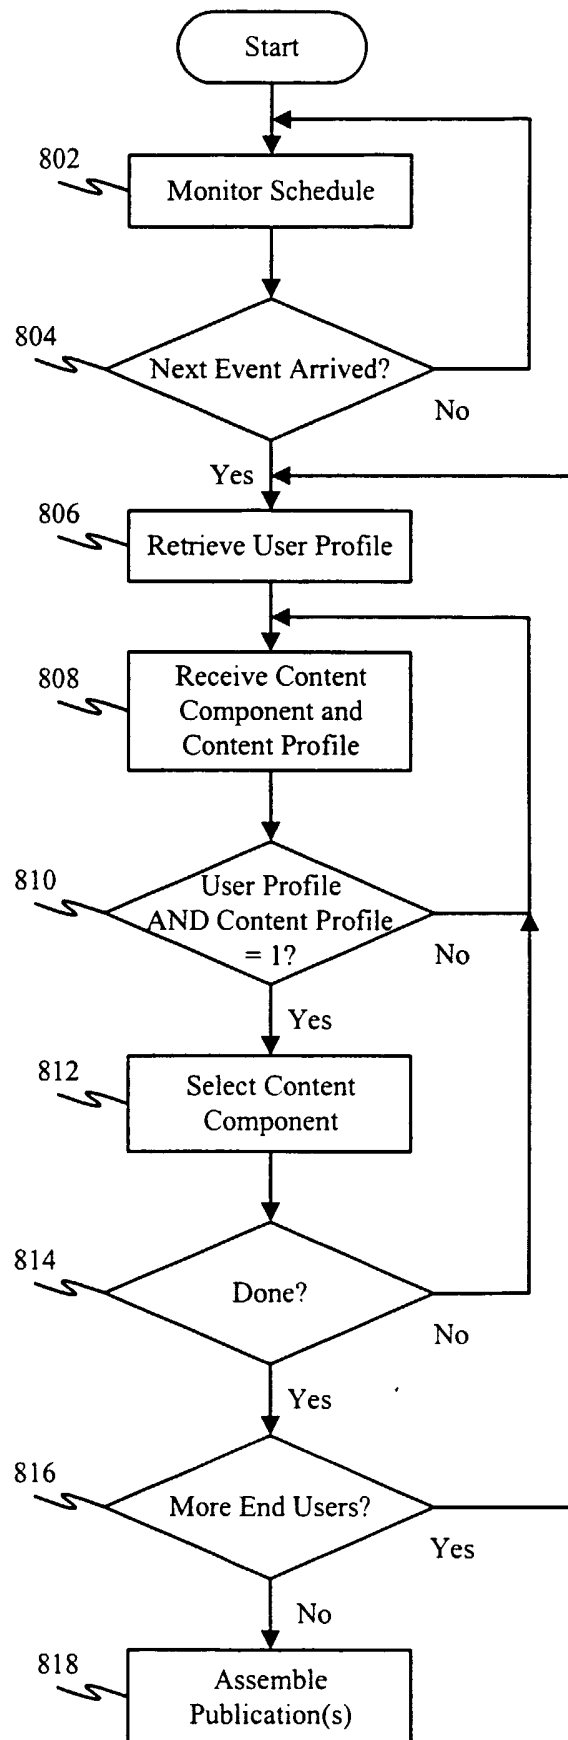 Start
802
Monitor Schedule
804
Next Event Arrived?
No
Yes
806
Retrieve User Profile
808
Receive Content
Component and
Content Profile
810
User Profile
AND Content Profile
= 1?
No
Yes
812
Select Content
Component
814
Done?
No
Yes
816
More End Users?
Yes
No
818
Assemble
Publication(s)